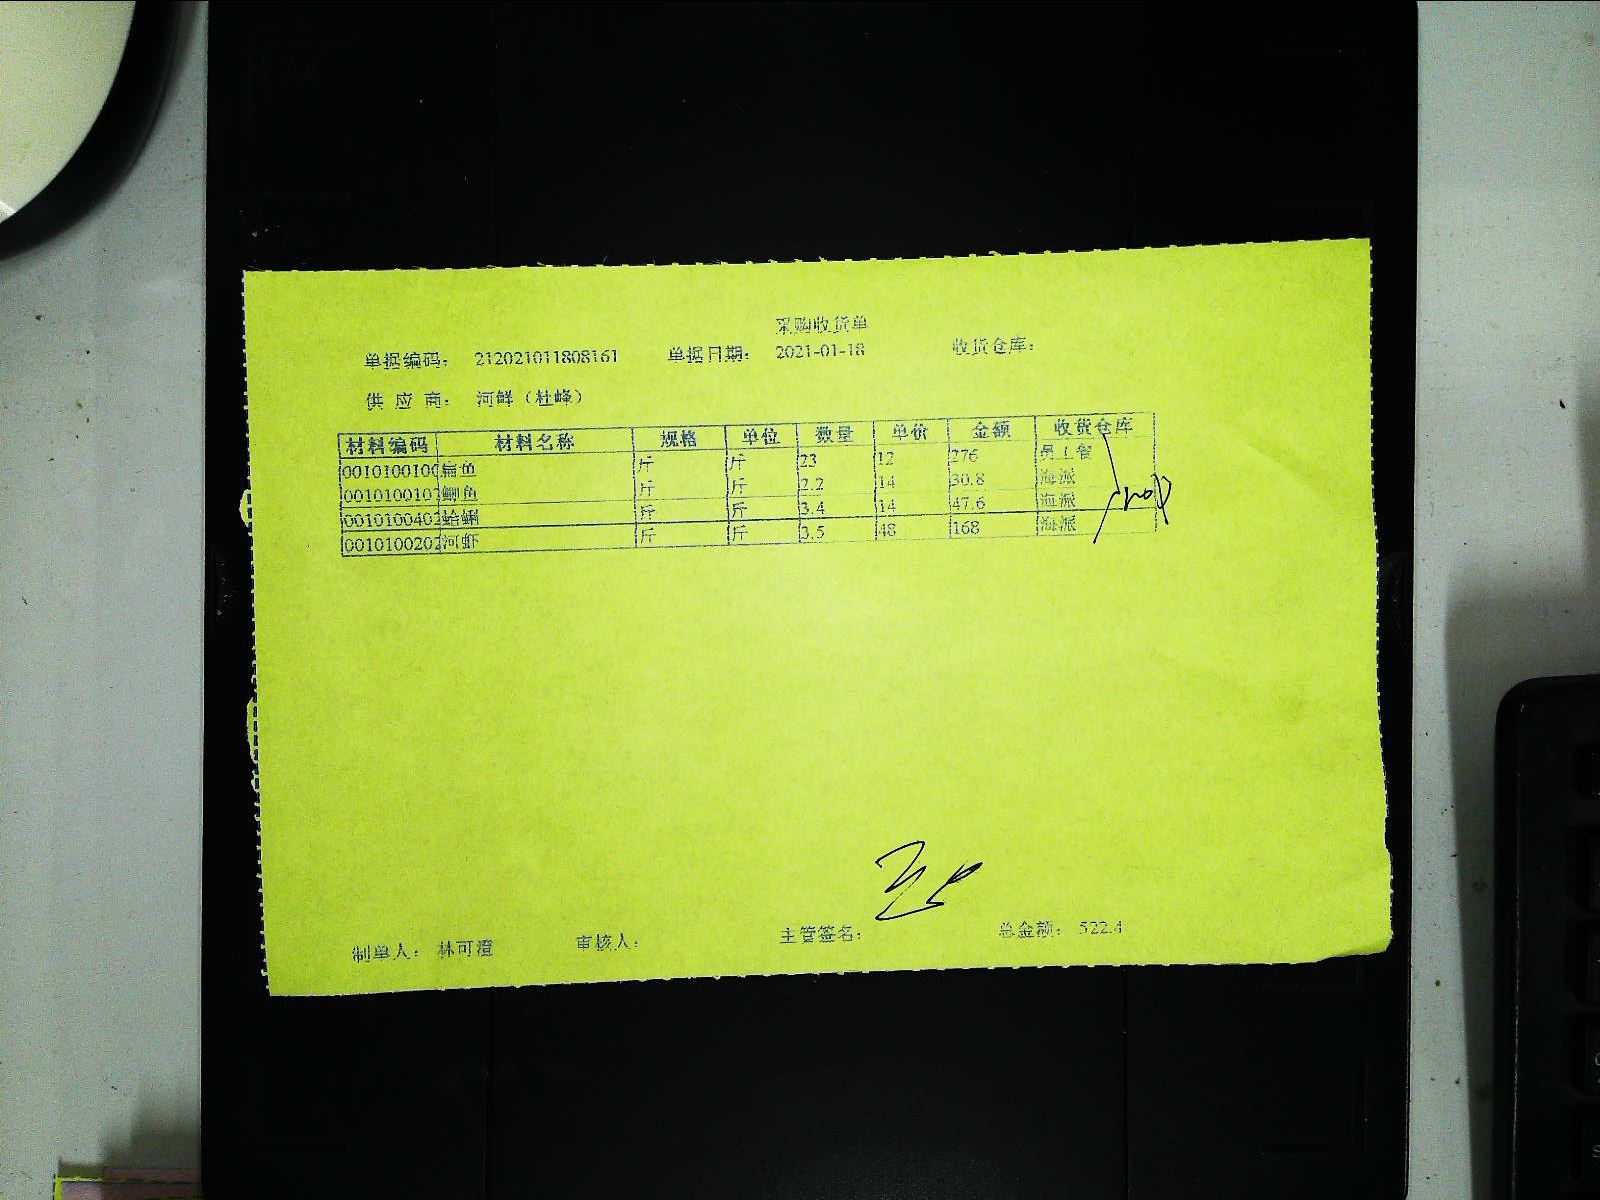 采购收货单
单据编码： 212021011808161 单据日期： 2021-01-18 收货仓库：
供 应 商： 河鲜（杜峰）
材料编码 材料名称 规格 单位 数量 单价 金额 收货仓库
0010100100 鳊鱼 斤 斤 23 12 276 员工餐
001010010 鲫鱼 斤 斤 2.2 14 30.8 海派
001010040 蛤蜊 斤 斤 3.4 14 47.6 海派
001010020 河虾 斤 斤 3.5 48 168 海派
制单人： 林可澄 审核人： 主管签名： 总金额： 522.4